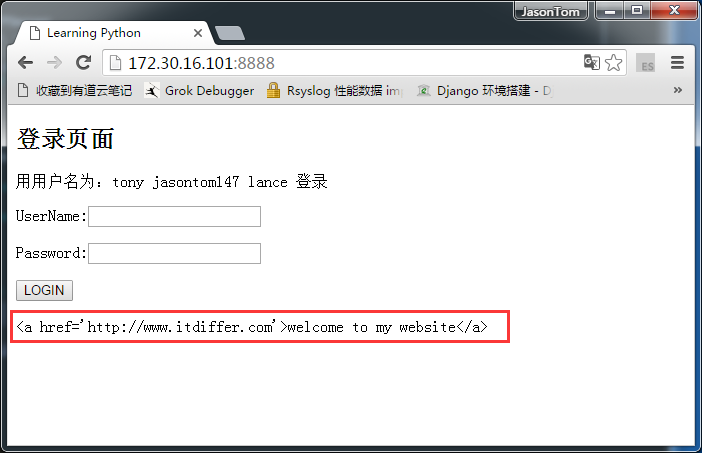 JasonTom
Learning Python
172.30.16.101:8888
收藏到有道云笔记 Grok Debugger Rsyslog 性能数据 im Django 环境搭建 - D
登录页面
用用户名为：tony jasontom147 lance 登录
UserName:
Password:
LOGIN
<a href='http://www.itdiffer.com'>welcome to my website</a>